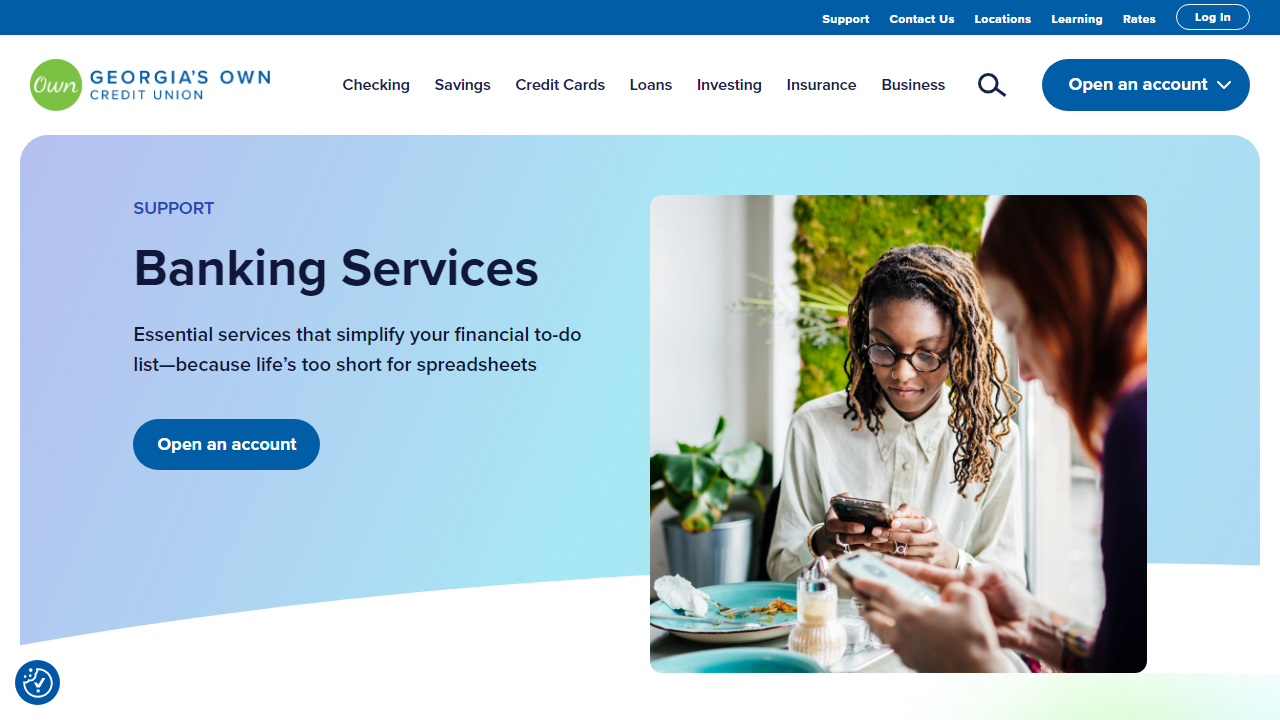 Support Contact Us Locations Learning Rates Log In
Own GEORGIA'S OWN
CREDIT UNION
Checking Savings Credit Cards Loans Investing Insurance Business Open an account
SUPPORT
Banking Services
Essential services that simplify your financial to-do
list—because life’s too short for spreadsheets
Open an account